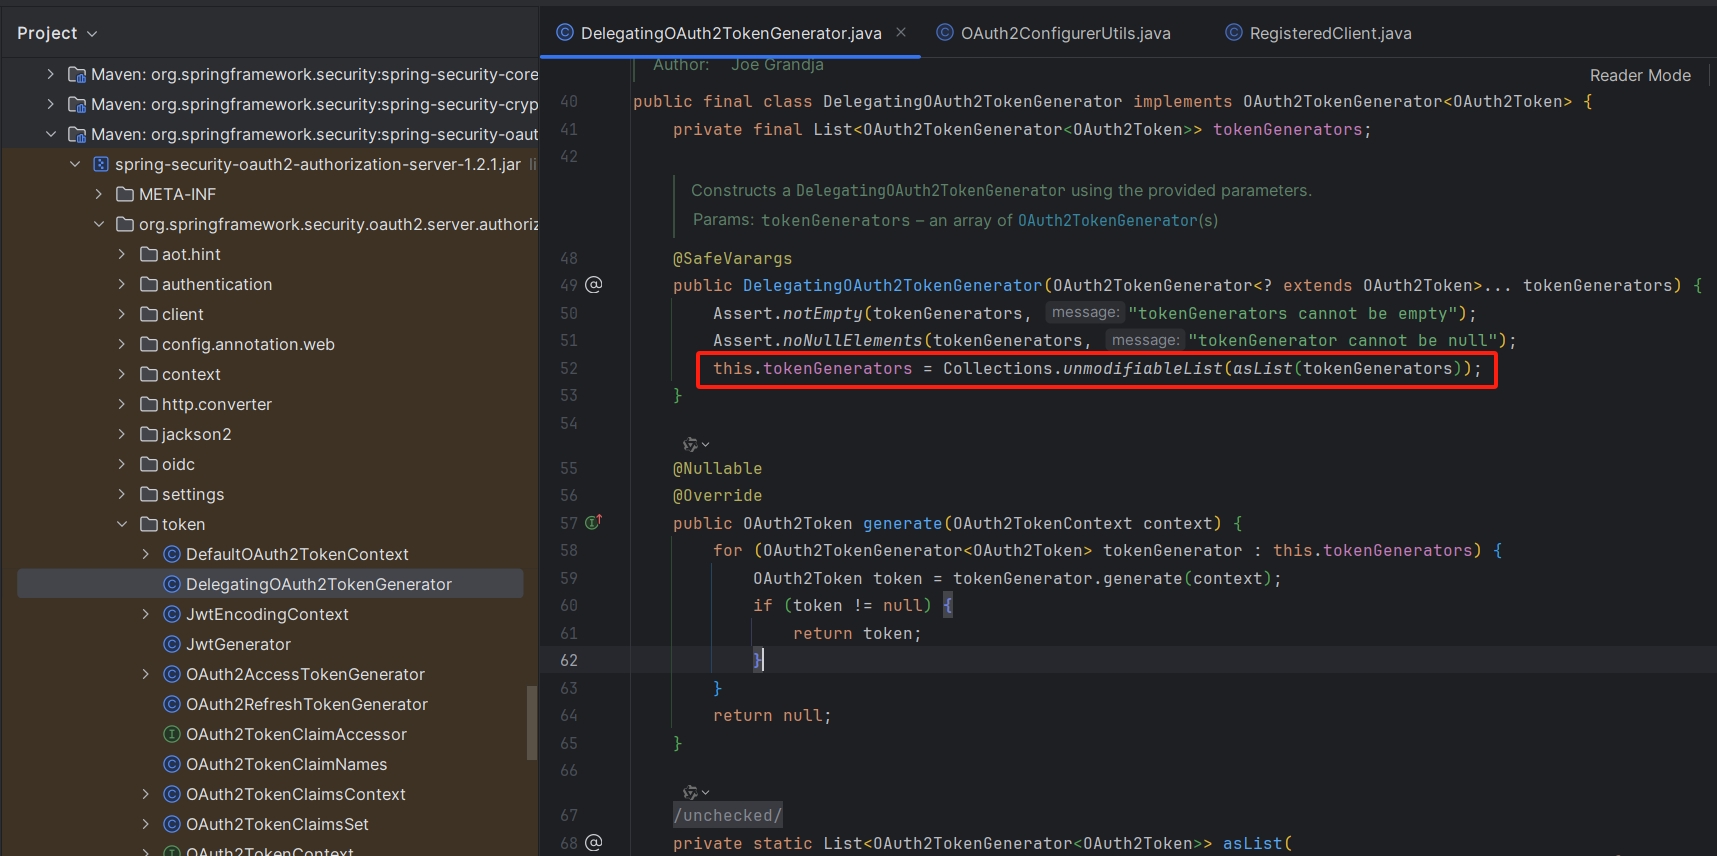 Project
Maven: org.springframework.security:spring-security-core
Maven: org.springframework.security:spring-security-cryp
Maven: org.springframework.security:spring-security-oaut
spring-security-oauth2-authorization-server-1.2.1.jar li
META-INF
org.springframework.security.oauth2.server.authoriz
aot.hint
authentication
client
config.annotation.web
context
http.converter
jackson2
oidc
settings
token
DefaultOAuth2TokenContext
DelegatingOAuth2TokenGenerator
JwtEncodingContext
JwtGenerator
OAuth2AccessTokenGenerator
OAuth2RefreshTokenGenerator
OAuth2TokenClaimAccessor
OAuth2TokenClaimNames
OAuth2TokenClaimsContext
OAuth2TokenClaimsSet
OAuth2TokenContext
DelegatingOAuth2TokenGenerator.java
OAuth2ConfigurerUtils.java
RegisteredClient.java
Author: Joe Grandja
Reader Mode
40 public final class DelegatingOAuth2TokenGenerator implements OAuth2TokenGenerator<OAuth2Token> {
41 private final List<OAuth2TokenGenerator<OAuth2Token>> tokenGenerators;
42
Constructs a DelegatingOAuth2TokenGenerator using the provided parameters.
Params: tokenGenerators – an array of OAuth2TokenGenerator(s)
48 @SafeVarargs
49 public DelegatingOAuth2TokenGenerator(OAuth2TokenGenerator<? extends OAuth2Token>... tokenGenerators) {
50 Assert.notEmpty(tokenGenerators, message: "tokenGenerators cannot be empty");
51 Assert.noNullElements(tokenGenerators, message: "tokenGenerator cannot be null");
52 this.tokenGenerators = Collections.unmodifiableList(asList(tokenGenerators));
53 }
54
55 @Nullable
56 @Override
57 public OAuth2Token generate(OAuth2TokenContext context) {
58 for (OAuth2TokenGenerator<OAuth2Token> tokenGenerator : this.tokenGenerators) {
59 OAuth2Token token = tokenGenerator.generate(context);
60 if (token != null) {
61 return token;
62 }
63 }
64 return null;
65 }
66
67 /unchecked/
68 private static List<OAuth2TokenGenerator<OAuth2Token>> asList(